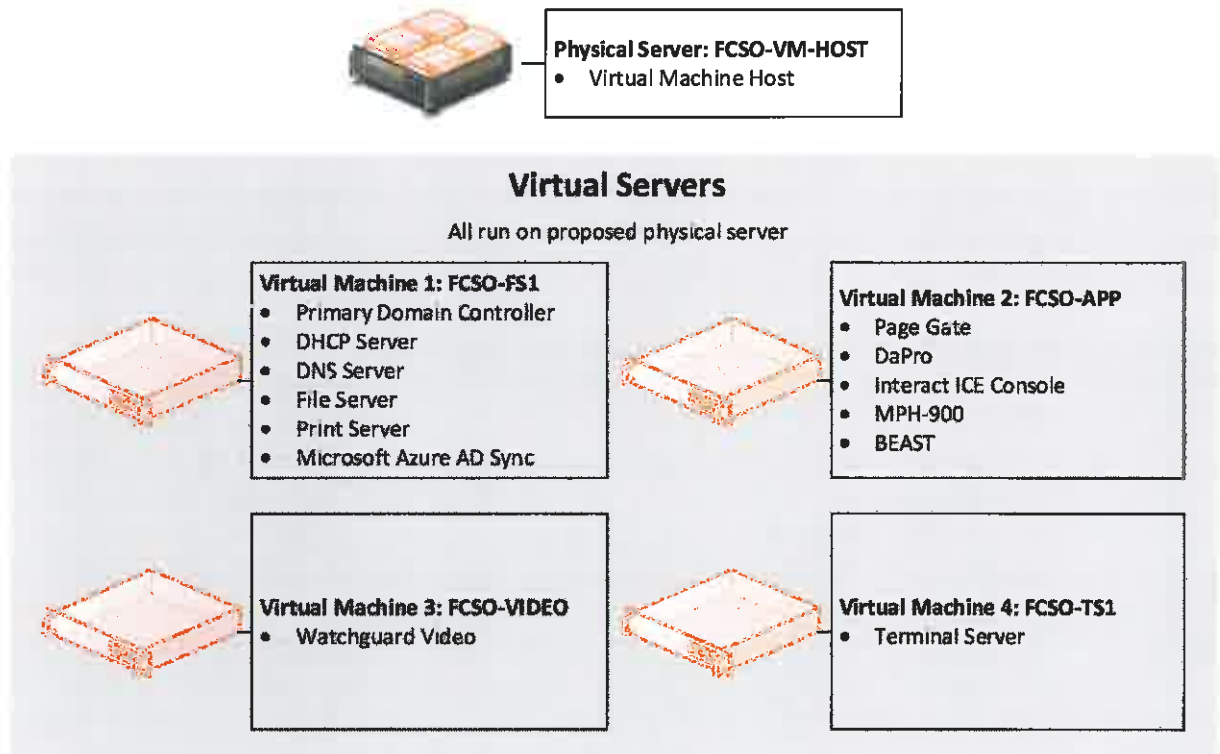 Physical Server: FCSO-VM-HOST
• Virtual Machine Host
Virtual Servers
All run on proposed physical server
Virtual Machine 1: FCSO-FS1
• Primary Domain Controller
• DHCP Server
• DNS Server
• File Server
• Print Server
• Microsoft Azure AD Sync
Virtual Machine 2: FCSO-APP
• Page Gate
• DaPro
• Interact ICE Console
• MPH-900
• BEAST
Virtual Machine 3: FCSO-VIDEO
• Watchguard Video
Virtual Machine 4: FCSO-TS1
• Terminal Server